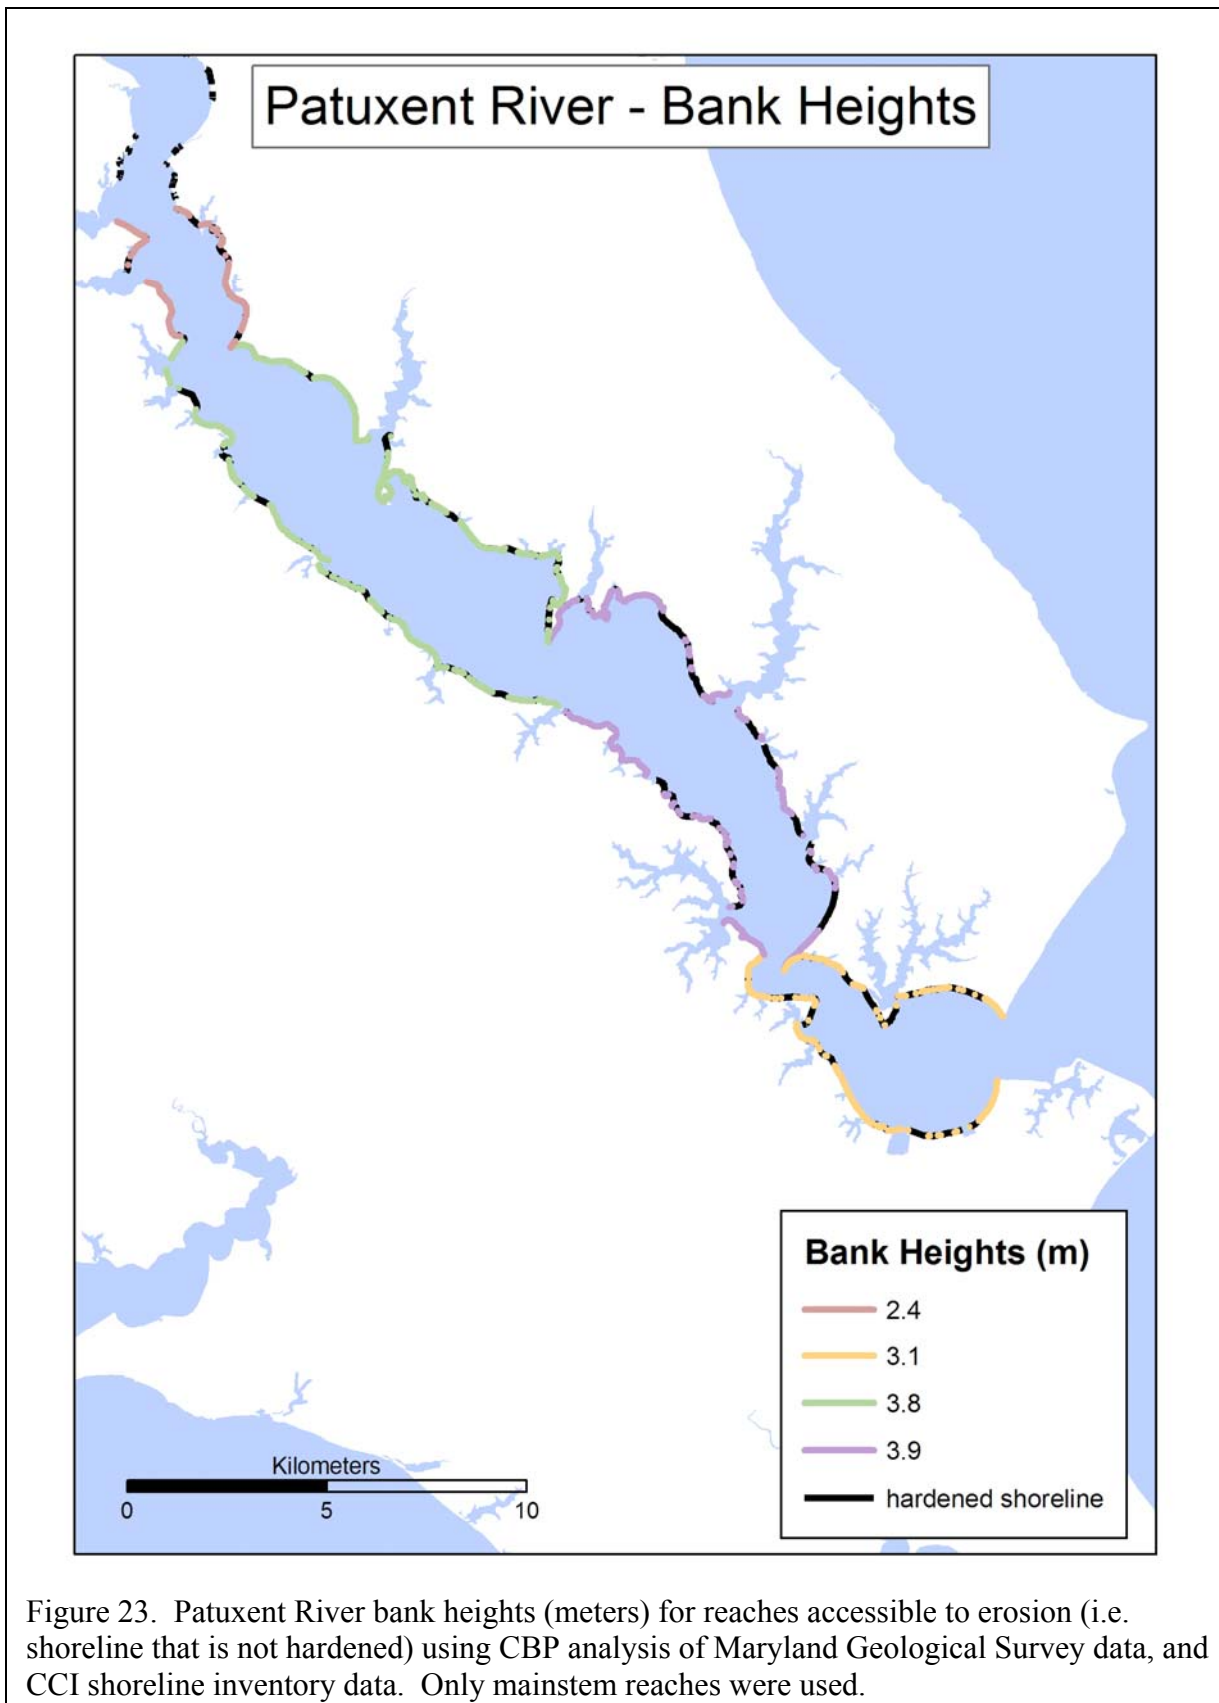 Patuxent River - Bank Heights
Bank Heights (m)
2.4
3.1
3.8
3.9
hardened shoreline
Kilometers
0 5 10
Figure 23. Patuxent River bank heights (meters) for reaches accessible to erosion (i.e.
shoreline that is not hardened) using CBP analysis of Maryland Geological Survey data, and
CCI shoreline inventory data. Only mainstem reaches were used.